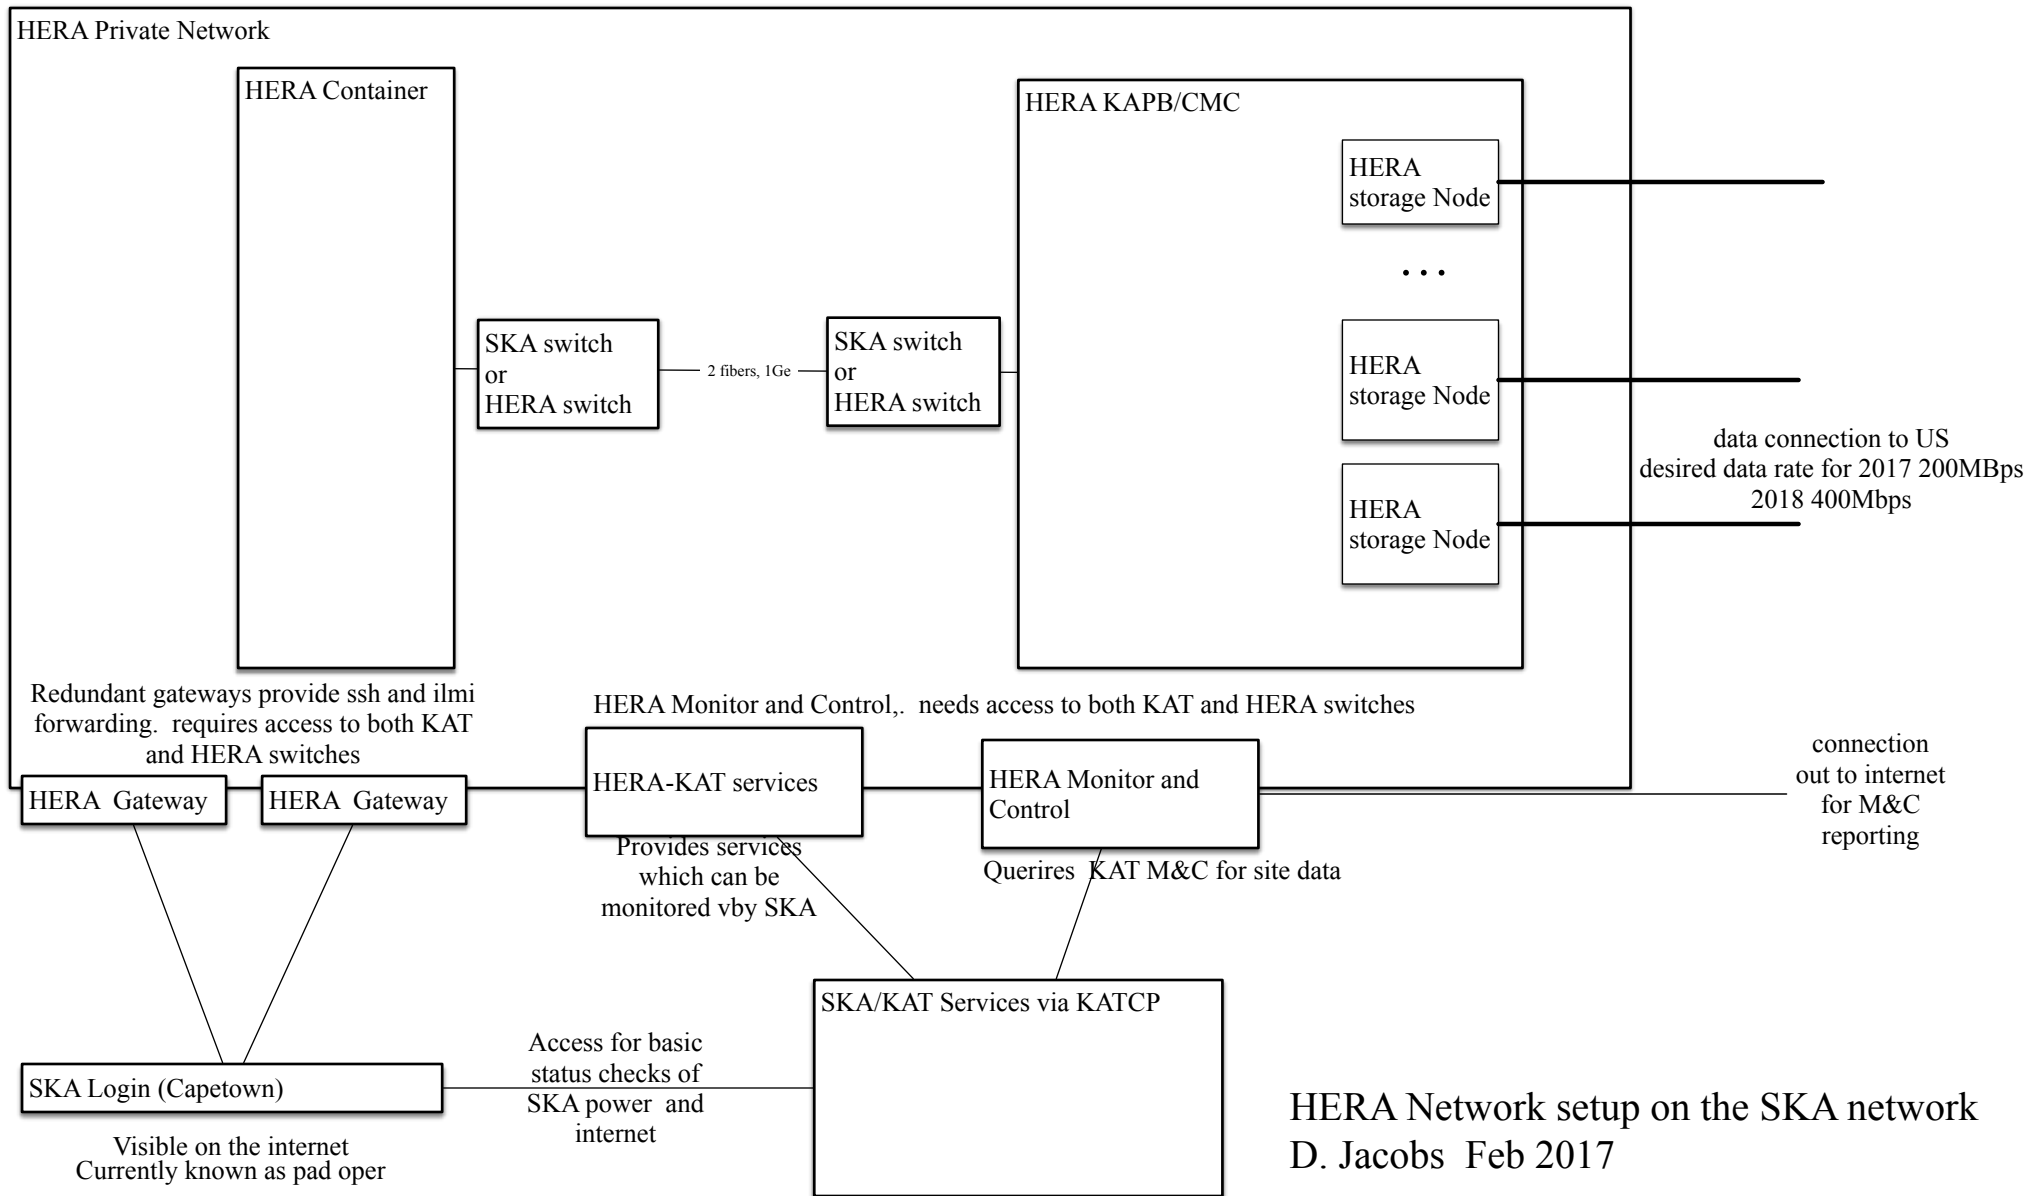 HERA Private Network
HERA Container
HERA KAPB/CMC
HERA
storage Node
...
SKA switch
or
HERA switch
2 fibers, 1Ge
SKA switch
or
HERA switch
HERA
storage Node
HERA
storage Node
data connection to US
desired data rate for 2017 200MBps
2018 400Mbps
Redundant gateways provide ssh and ilmi
forwarding.  requires access to both KAT
and HERA switches
HERA Monitor and Control,.  needs access to both KAT and HERA switches
HERA  Gateway
HERA  Gateway
HERA-KAT services
HERA Monitor and
Control
connection
out to internet
for M&C
reporting
Provides services
which can be
monitored vby SKA
Querires  KAT M&C for site data
SKA/KAT Services via KATCP
SKA Login (Capetown)
Access for basic
status checks of
SKA power  and
internet
Visible on the internet
Currently known as pad oper
HERA Network setup on the SKA network
D. Jacobs  Feb 2017